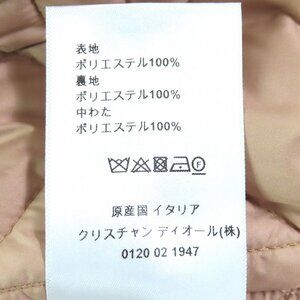 表地
ポリエステル100%
裏地
ポリエステル100%
中わた
ポリエステル100%
原産国 イタリア
クリスチャン ディオール(株)
0120 02 1947